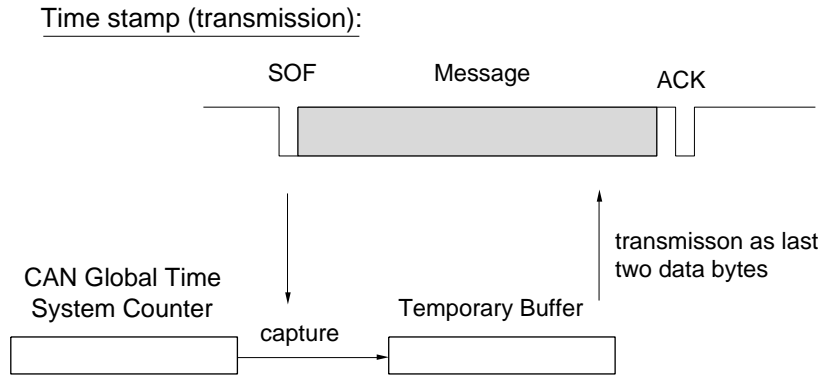 Time stamp (transmission):
SOF
Message
ACK
transmisson as last
two data bytes
CAN Global Time
System Counter
Temporary Buffer
capture